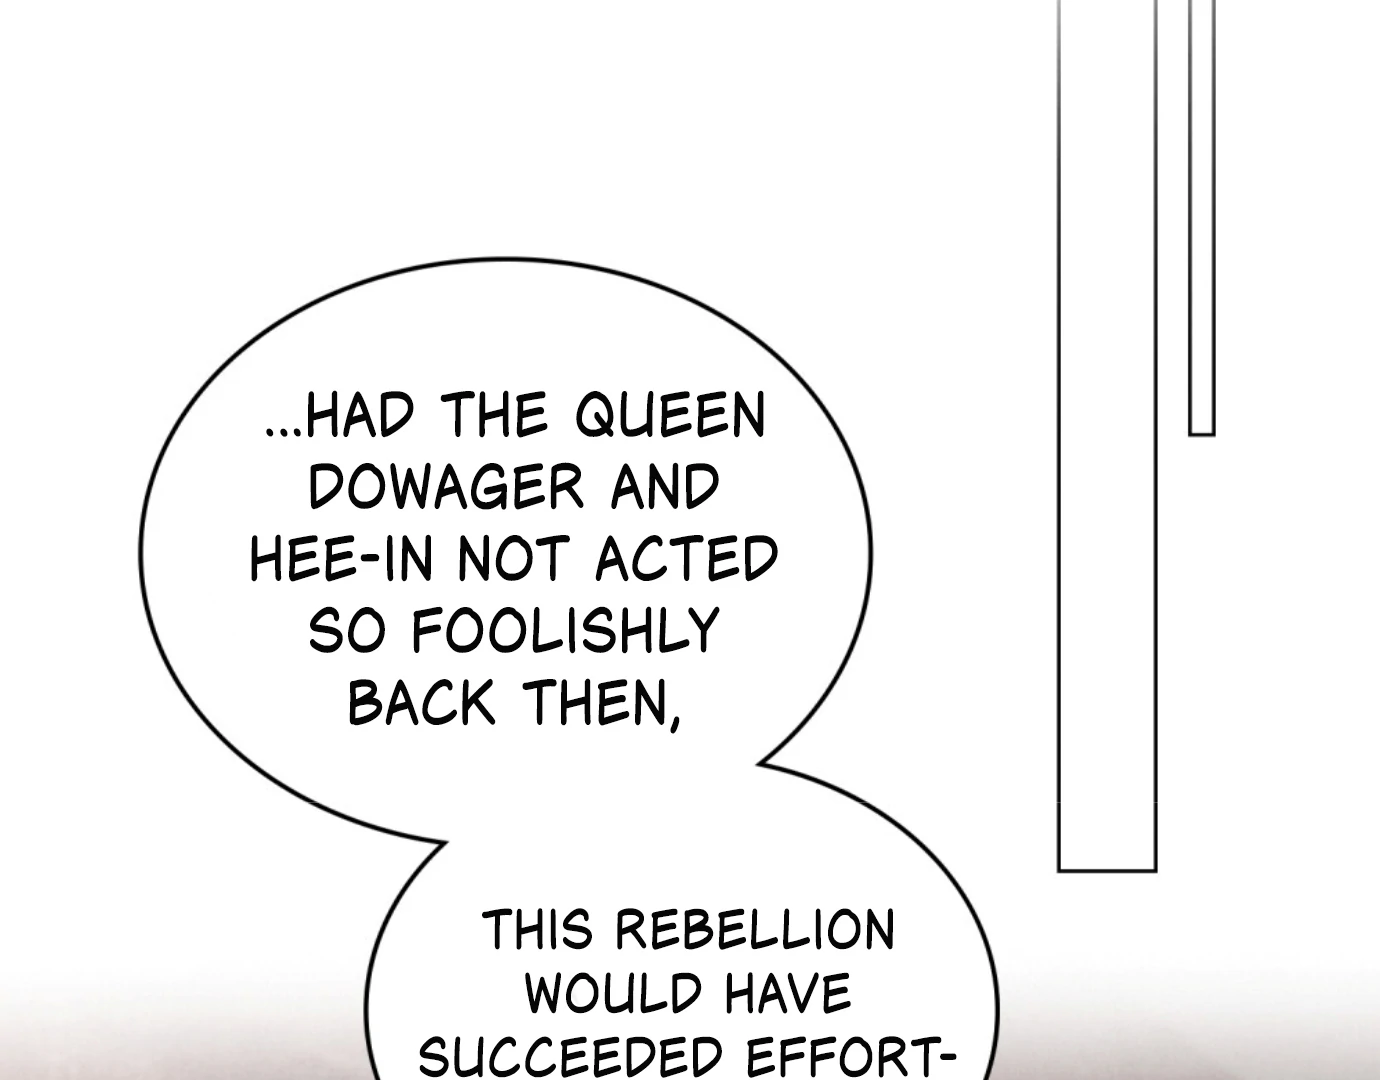 ...HAD THE QUEEN
DOWAGER AND
HEE-IN NOT ACTED
SO FOOLISHLY
BACK THEN,
THIS REBELLION
WOULD HAVE
SUCCEEDED EFFORT-